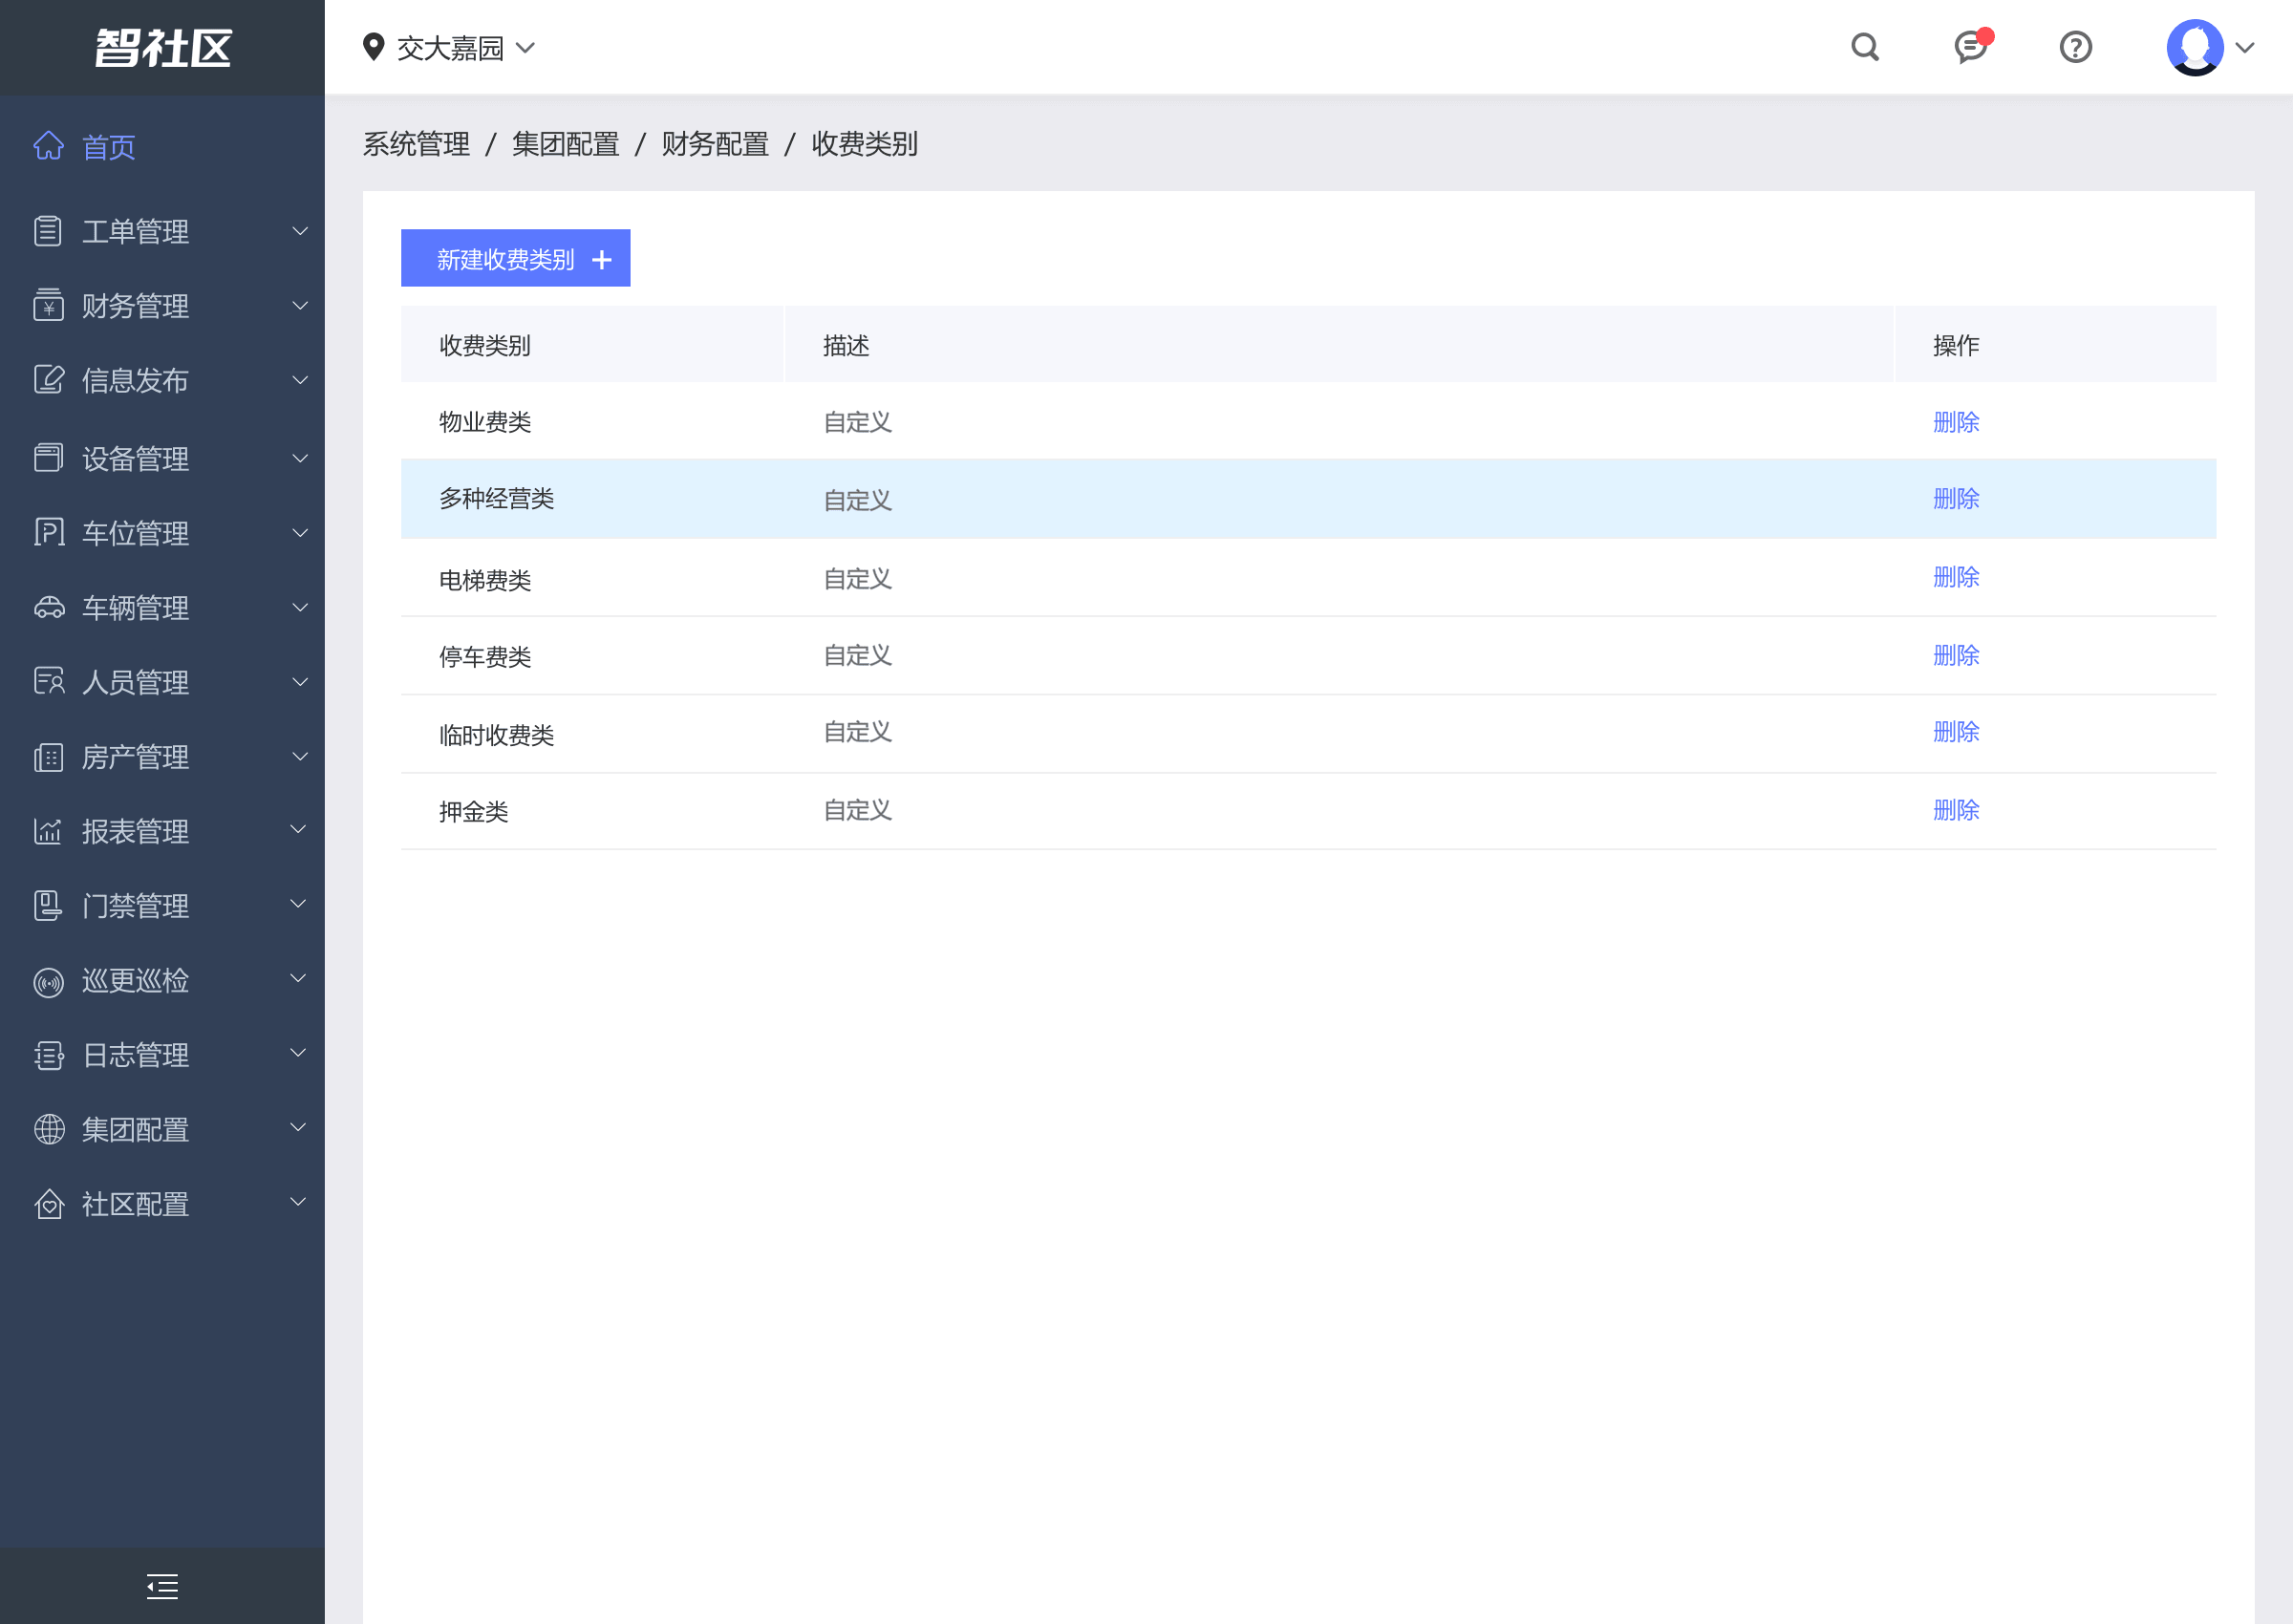 智社区
交大嘉园
首页
工单管理
财务管理
信息发布
设备管理
车位管理
车辆管理
人员管理
房产管理
报表管理
门禁管理
巡更巡检
日志管理
集团配置
社区配置
系统管理 / 集团配置 / 财务配置 / 收费类别
新建收费类别 +
收费类别 描述 操作
物业费类 自定义 删除
多种经营类 自定义 删除
电梯费类 自定义 删除
停车费类 自定义 删除
临时收费类 自定义 删除
押金类 自定义 删除